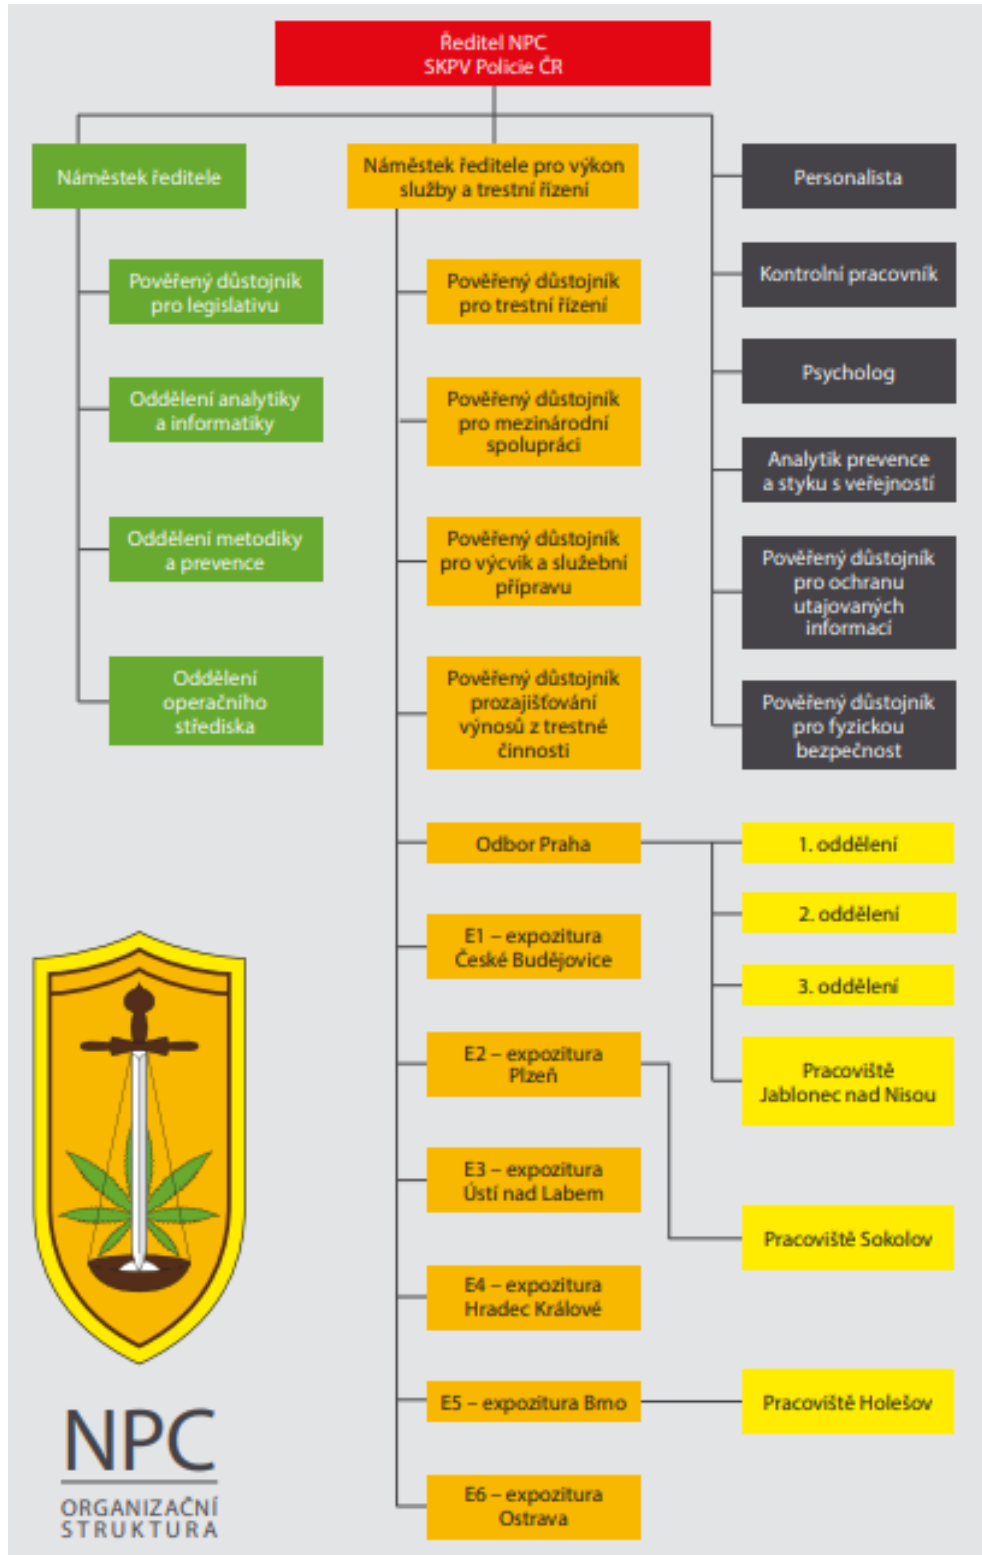 Ředitel NPC
SKPV Policie ČR
Náměstek ředitele
Pověřený důstojník
pro legislativu
Oddělení analytiky
a informatiky
Oddělení metodiky
a prevence
Oddělení
operačního
střediska
Náměstek ředitele pro výkon
služby a trestní řízení
Pověřený důstojník
pro trestní řízení
Pověřený důstojník
pro mezinárodní
spolupráci
Pověřený důstojník
pro výcvik a služební
přípravu
Pověřený důstojník
prozajišťování
výnosů z trestné
činnosti
Odbor Praha
E1 – expozitura
České Budějovice
E2 – expozitura
Plzeň
E3 – expozitura
Ústí nad Labem
E4 – expozitura
Hradec Králové
E5 – expozitura Brno
E6 – expozitura
Ostrava
Personalista
Kontrolní pracovník
Psycholog
Analytik prevence
a styku s veřejností
Pověřený důstojník
pro ochranu
utajovaných
informací
Pověřený důstojník
pro fyzickou
bezpečnost
1. oddělení
2. oddělení
3. oddělení
Pracoviště
Jablonec nad Nisou
Pracoviště Sokolov
Pracoviště Holešov
NPC
ORGANIZAČNÍ
STRUKTURA